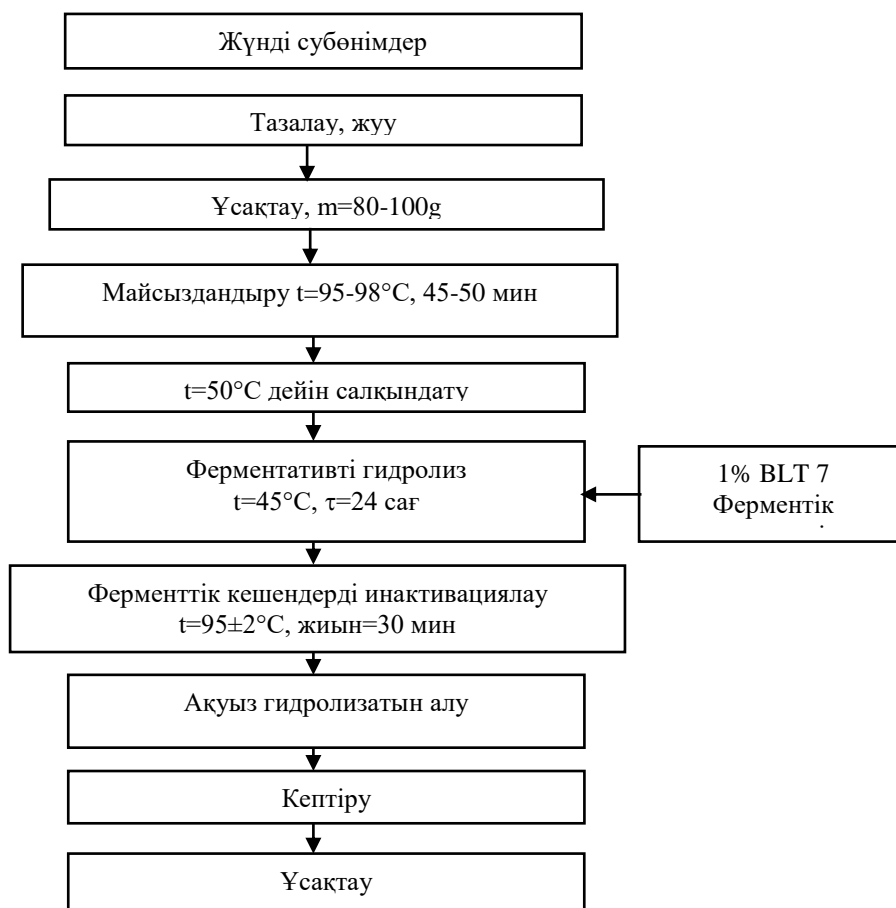 Жүнді субөнімдер
Тазалау, жуу
Ұсақтау, m=80-100g
Майсыздандыру t=95-98°C, 45-50 мин
t=50°C дейін салқындату
Ферментативті гидролиз
t=45°C, τ=24 сағ
1% BLT 7
Ферментік
Ферменттік кешендерді инактивациялау
t=95±2°C, жиын=30 мин
Ақуыз гидролизатын алу
Кептіру
Ұсақтау